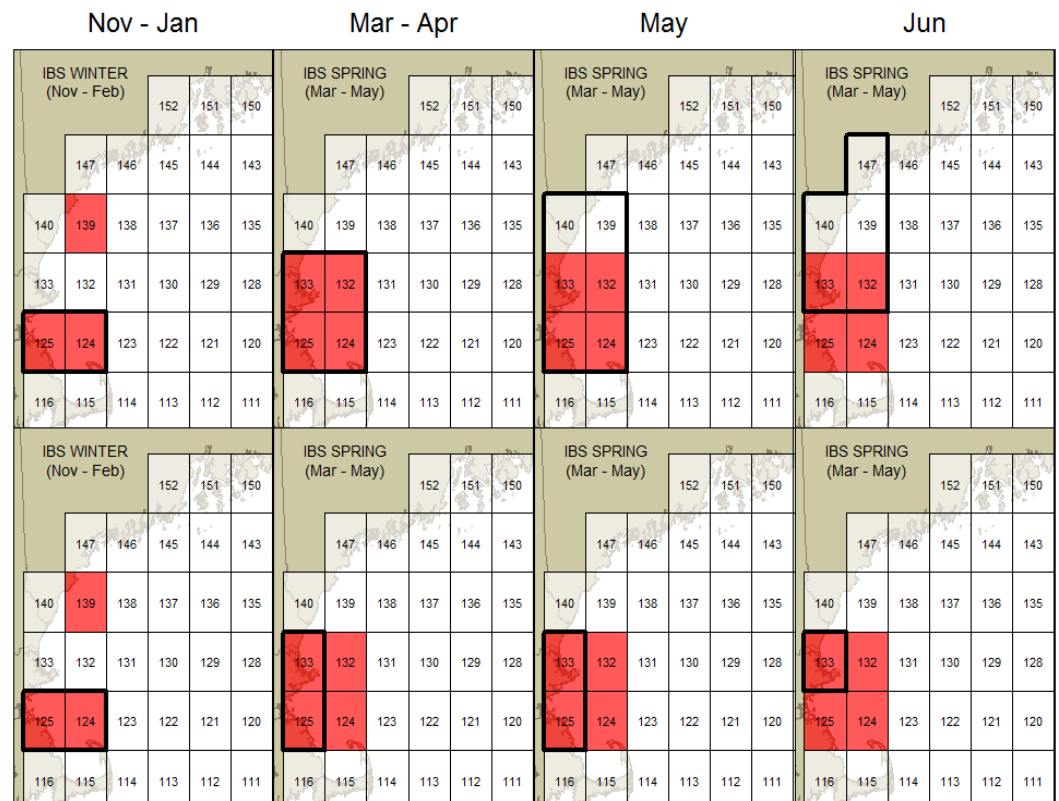 Nov - Jan Mar - Apr May Jun
IBS WINTER IBS SPRING IBS SPRING IBS SPRING
(Nov - Feb) (Mar - May) (Mar - May) (Mar - May)
152 151 150 152 151 150 152 151 150 152 151 150
147 146 145 144 143 147 146 145 144 143 147 146 145 144 143 147 146 145 144 143
140 139 138 137 136 135 140 139 138 137 136 135 140 139 138 137 136 135 140 139 138 137 136 135
133 132 131 130 129 128 133 132 131 130 129 128 133 132 131 130 129 128 133 132 131 130 129 128
125 124 123 122 121 120 125 124 123 122 121 120 125 124 123 122 121 120 125 124 123 122 121 120
116 115 114 113 112 111 116 115 114 113 112 111 116 115 114 113 112 111 116 115 114 113 112 111
IBS WINTER IBS SPRING IBS SPRING IBS SPRING
(Nov - Feb) (Mar - May) (Mar - May) (Mar - May)
152 151 150 152 151 150 152 151 150 152 151 150
147 146 145 144 143 147 146 145 144 143 147 146 145 144 143 147 146 145 144 143
140 139 138 137 136 135 140 139 138 137 136 135 140 139 138 137 136 135 140 139 138 137 136 135
133 132 131 130 129 128 133 132 131 130 129 128 133 132 131 130 129 128 133 132 131 130 129 128
125 124 123 122 121 120 125 124 123 122 121 120 125 124 123 122 121 120 125 124 123 122 121 120
116 115 114 113 112 111 116 115 114 113 112 111 116 115 114 113 112 111 116 115 114 113 112 111